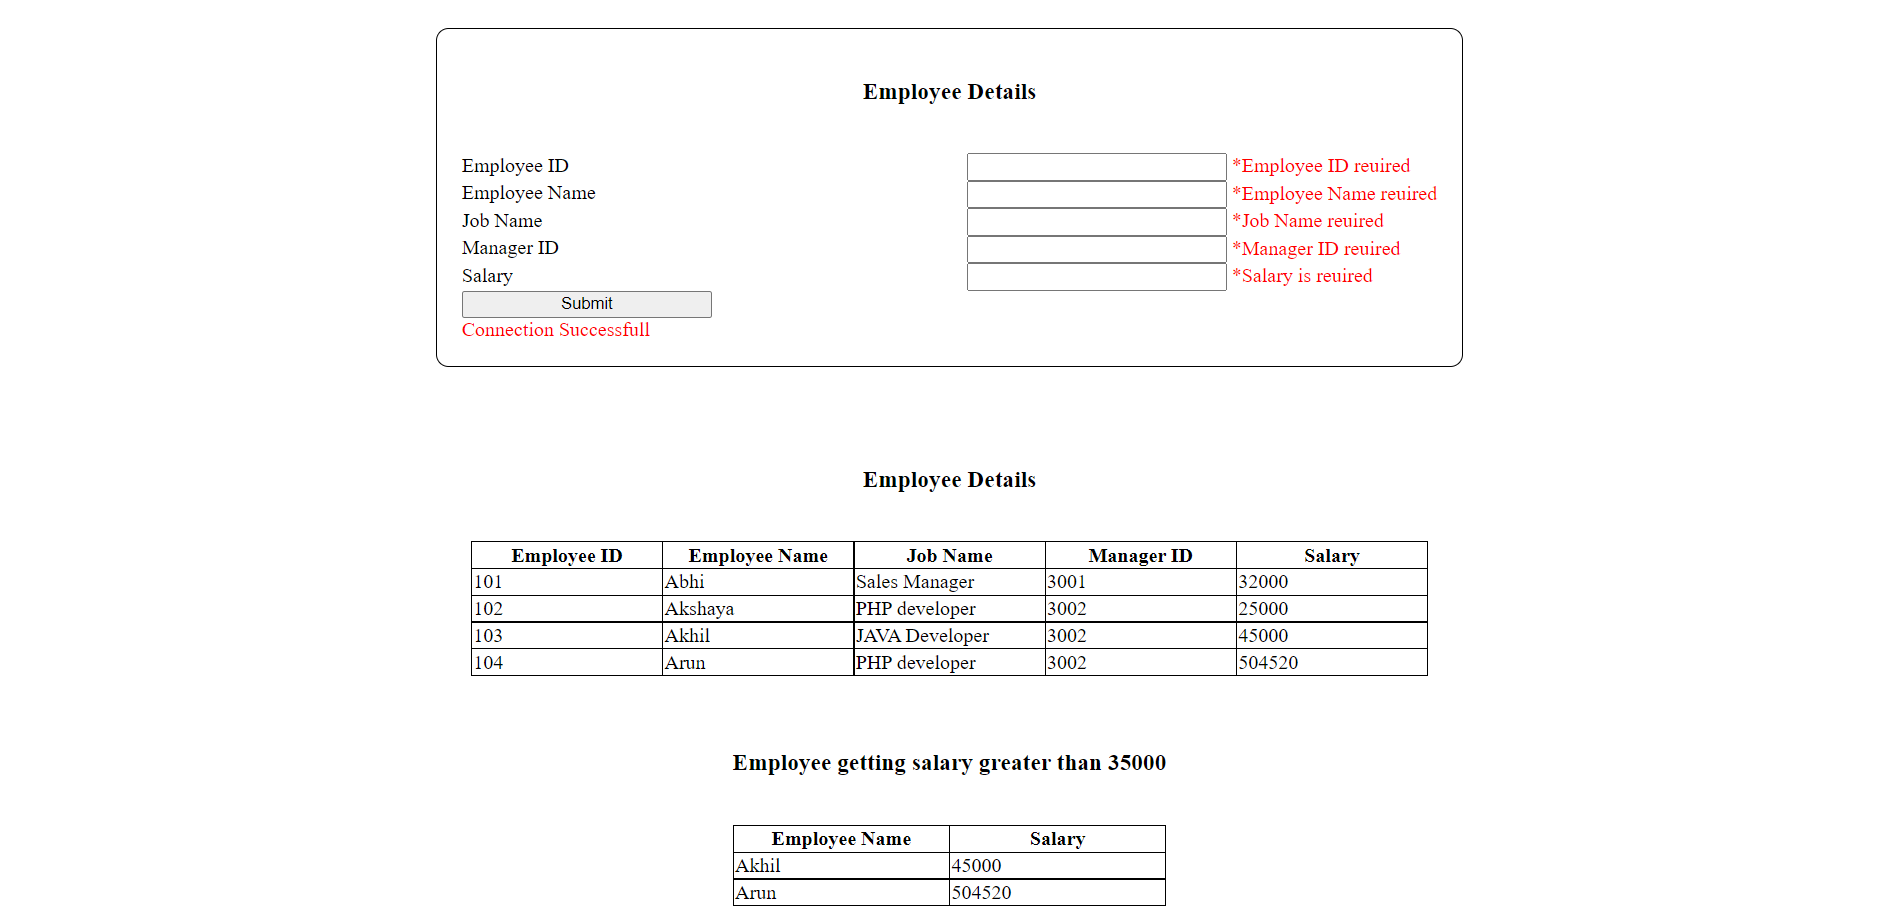 Employee Details
Employee ID *Employee ID reuired
Employee Name *Employee Name reuired
Job Name *Job Name reuired
Manager ID *Manager ID reuired
Salary *Salary is reuired
Submit
Connection Successfull
Employee Details
Employee ID Employee Name Job Name Manager ID Salary
101 Abhi Sales Manager 3001 32000
102 Akshaya PHP developer 3002 25000
103 Akhil JAVA Developer 3002 45000
104 Arun PHP developer 3002 504520
Employee getting salary greater than 35000
Employee Name Salary
Akhil 45000
Arun 504520